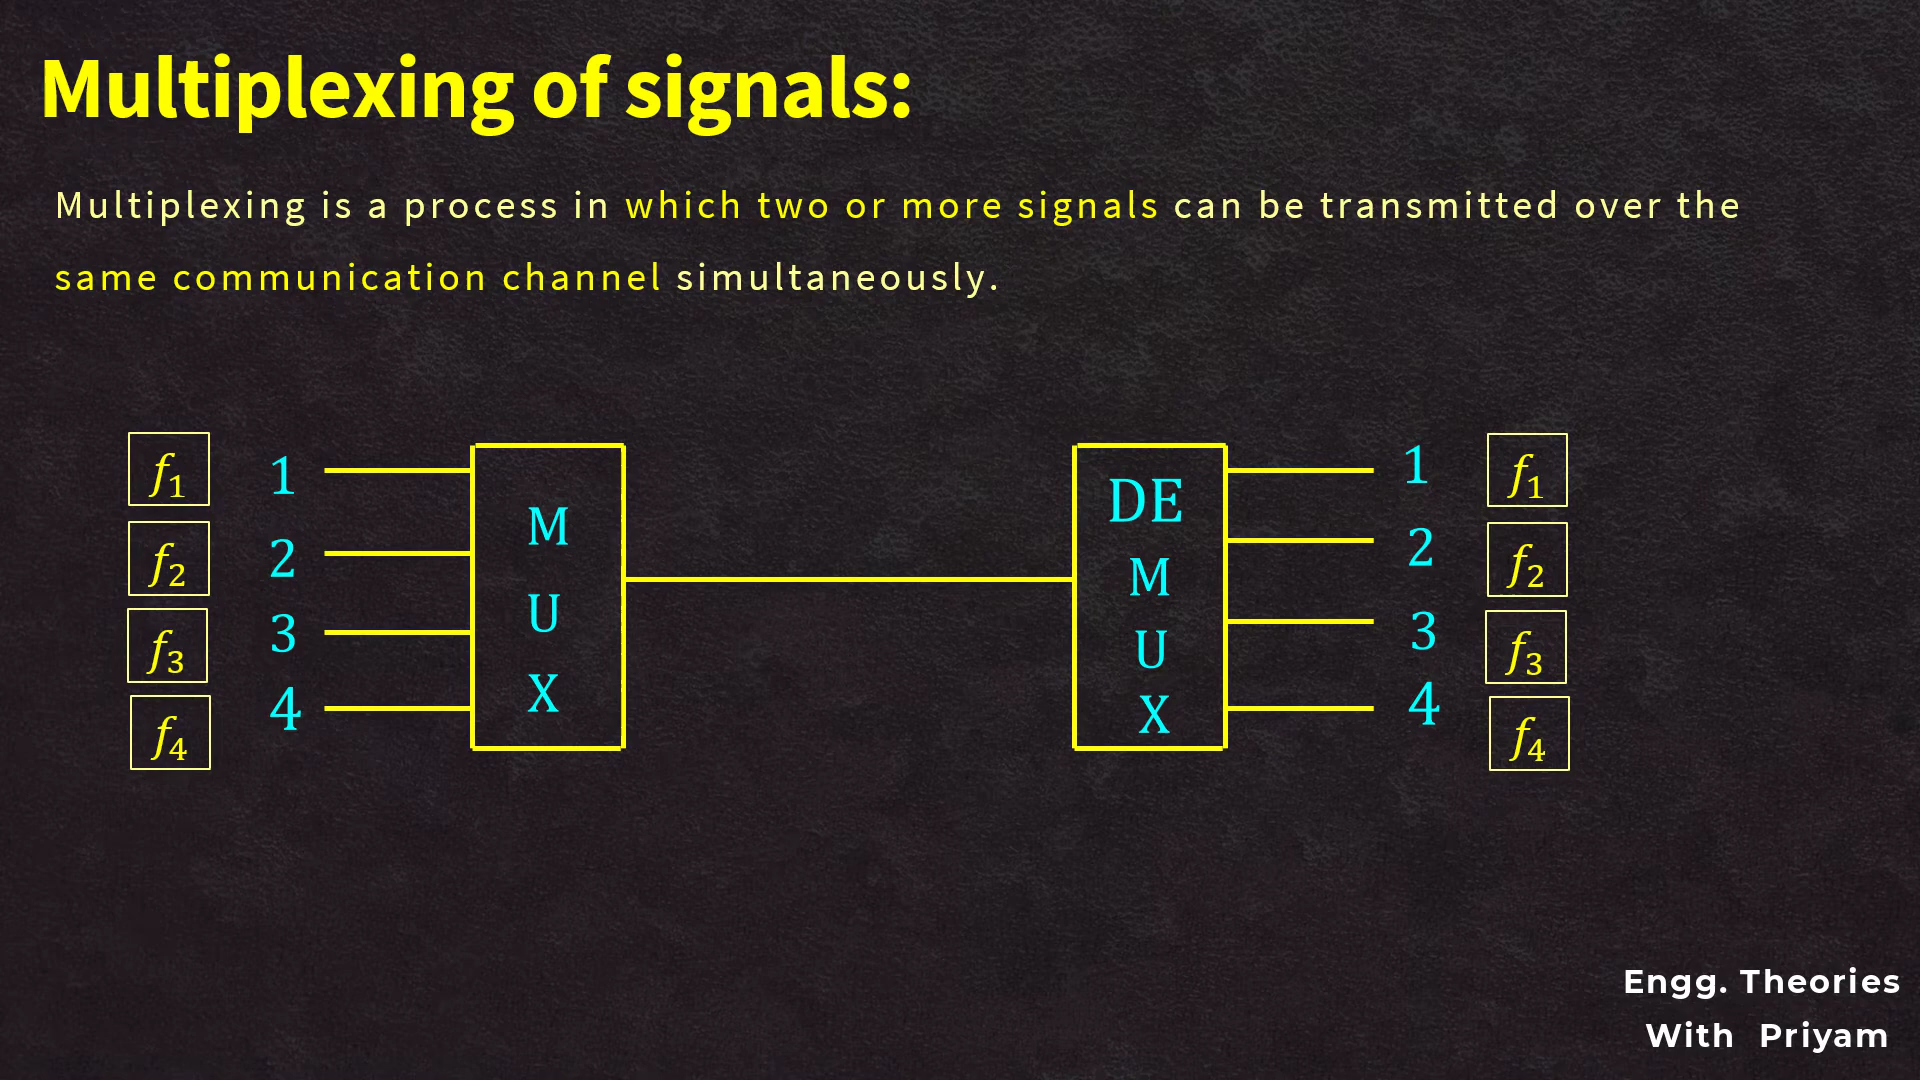 Multiplexing of signals:
Multiplexing is a process in which two or more signals can be transmitted over the
same communication channel simultaneously.
f₁ 1
f₂ 2
f₃ 3
f₄ 4
M
U
X
DE
M
U
X
1 f₁
2 f₂
3 f₃
4 f₄
Engg. Theories
With Priyam